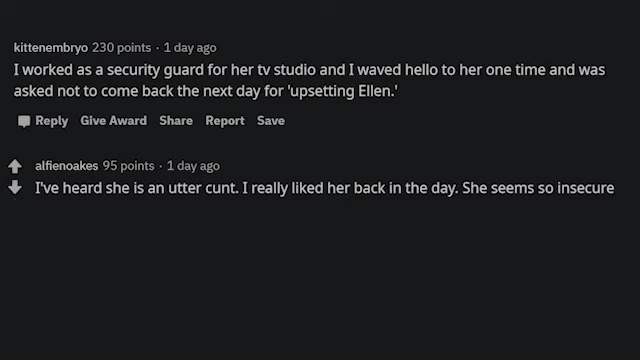 kittenembryo 230 points · 1 day ago
I worked as a security guard for her tv studio and I waved hello to her one time and was
asked not to come back the next day for 'upsetting Ellen.'
Reply Give Award Share Report Save
alfienoakes 95 points · 1 day ago
I've heard she is an utter cunt. I really liked her back in the day. She seems so insecure